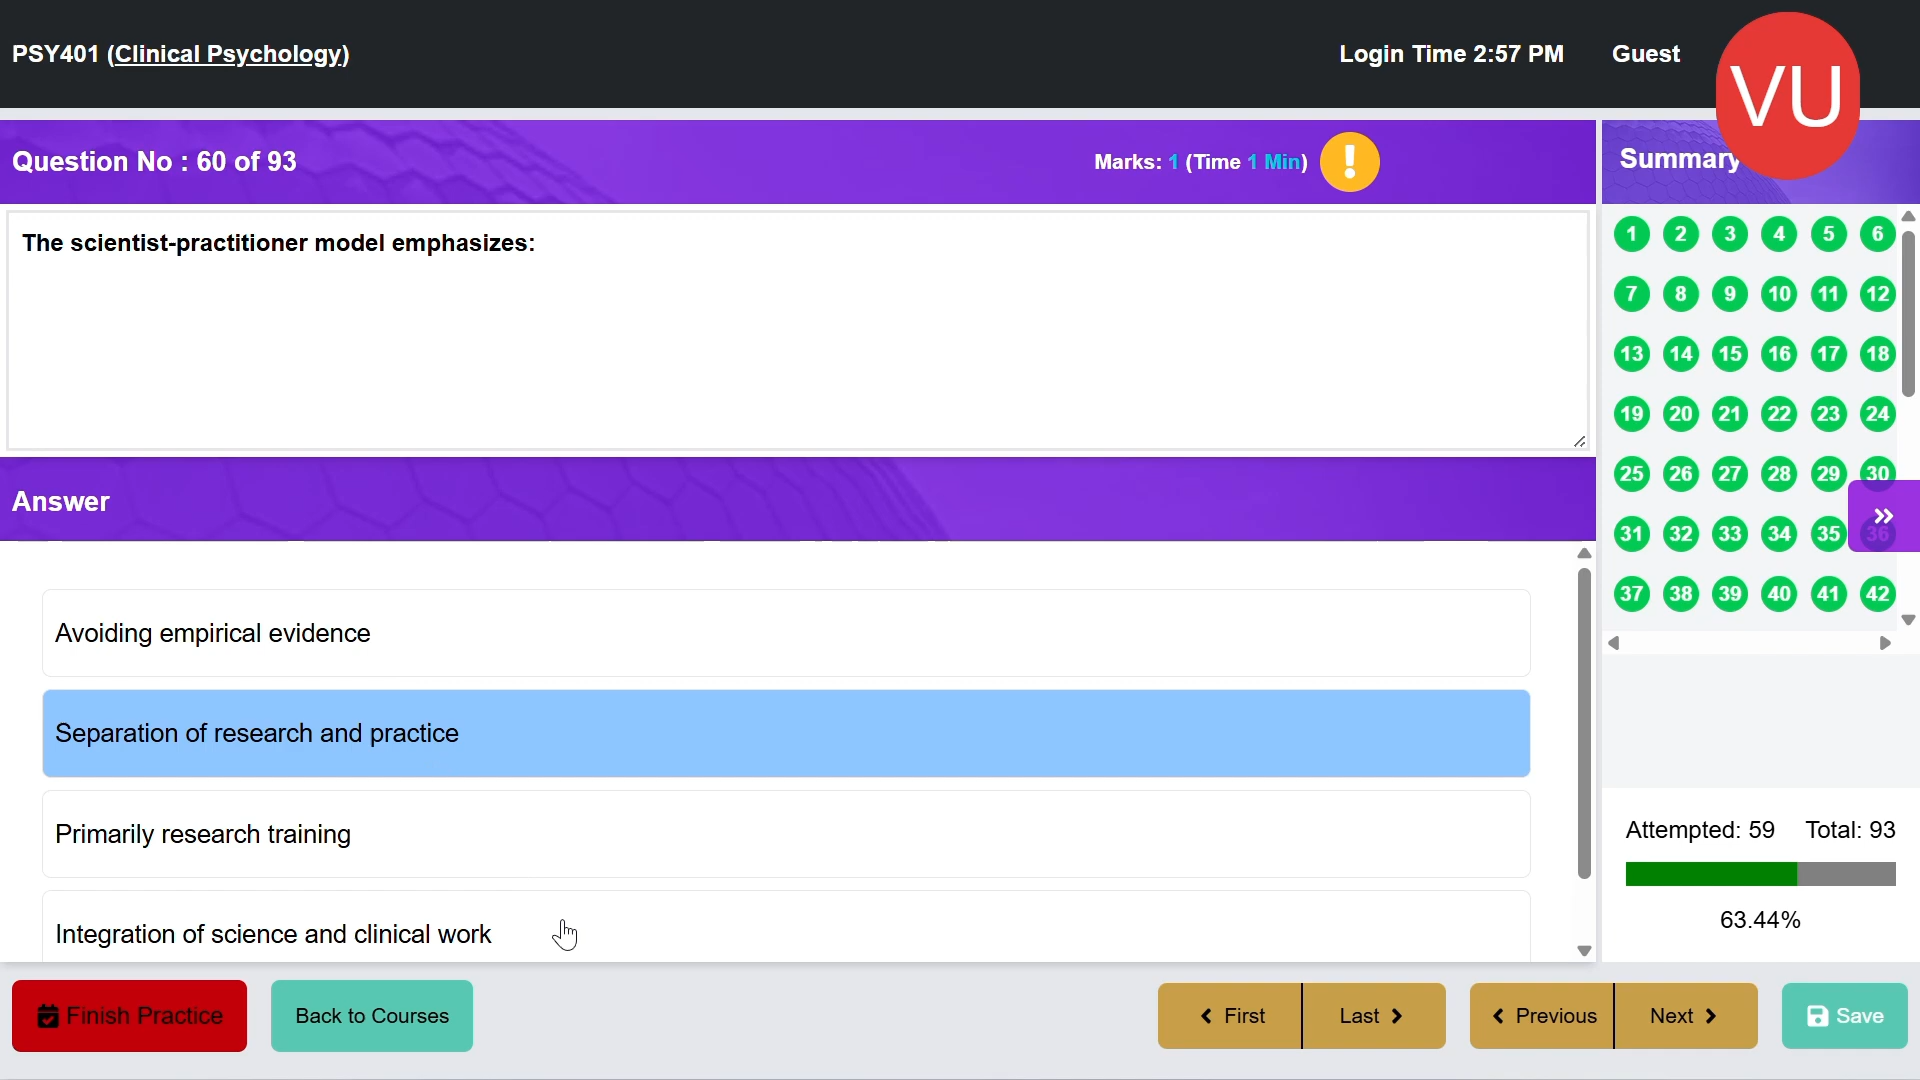 PSY401 (Clinical Psychology)
Login Time 2:57 PM
Guest
VU
Question No : 60 of 93
Marks: 1 (Time 1 Min)
!
Summary
The scientist-practitioner model emphasizes:
1 2 3 4 5 6
7 8 9 10 11 12
13 14 15 16 17 18
19 20 21 22 23 24
25 26 27 28 29 30
31 32 33 34 35 36
37 38 39 40 41 42
Answer
Avoiding empirical evidence
Separation of research and practice
Primarily research training
Integration of science and clinical work
Attempted: 59 Total: 93
63.44%
Finish Practice
Back to Courses
First
Last
Previous
Next
Save